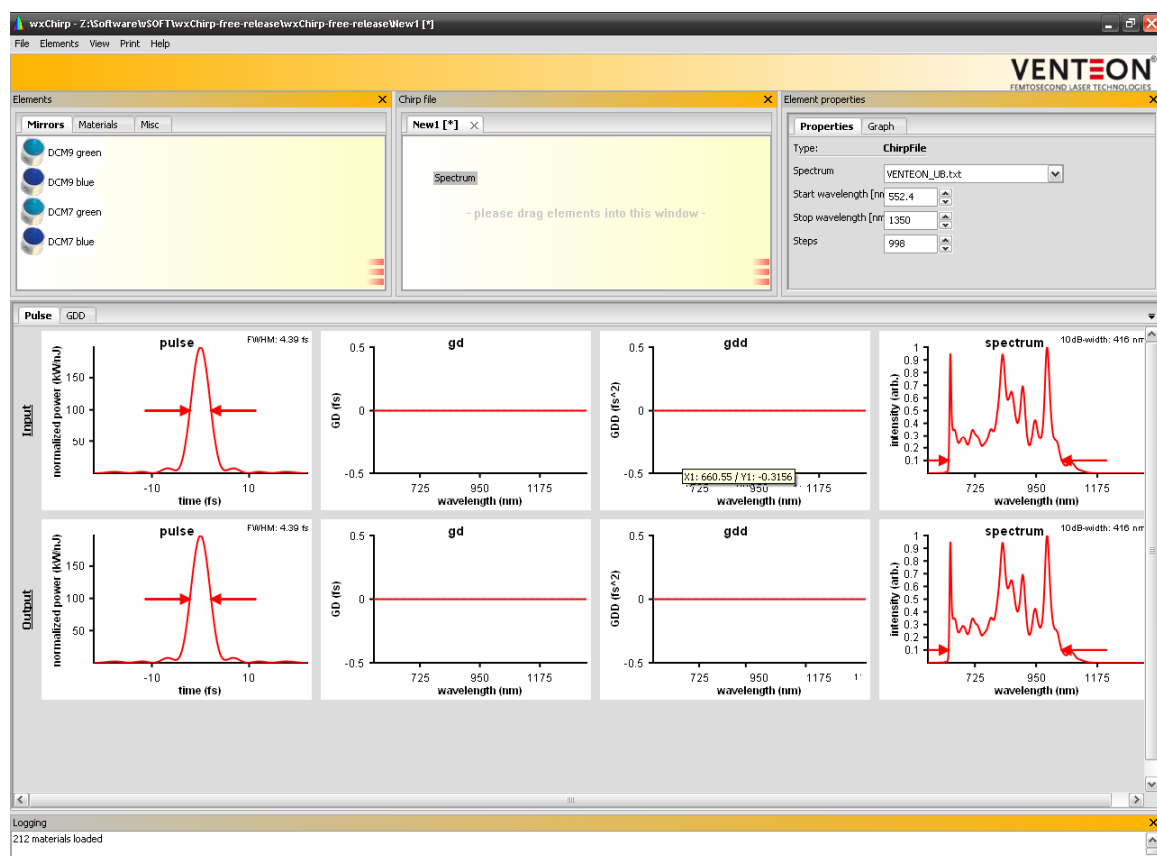 wxChirp - Z:\Software\vSOFT\wxChirp-free-release\wxChirp-free-release\New1 [*]
File Elements View Print Help
VENTEON®
FEMTOSECOND LASER TECHNOLOGIES
Elements
Chirp file
Element properties
Mirrors Materials Misc
DCM9 green
DCM9 blue
DCM7 green
DCM7 blue
New1 [*]
Spectrum
- please drag elements into this window -
Properties Graph
Type: ChirpFile
Spectrum VENTEON_UB.txt
Start wavelength [nm 552.4
Stop wavelength [nm 1350
Steps 998
Pulse GDD
Input
pulse
FWHM: 4.39 fs
normalized power (kW/nJ)
150
100
50
-10 10
time (fs)
gd
GD (fs)
0.5
0
-0.5
725 950 1175
wavelength (nm)
gdd
GDD (fs^2)
0.5
0
-0.5
X1: 660.55 / Y1: -0.3156
725 950 1175
wavelength (nm)
spectrum
10dB-width: 416 nm
intensity (arb.)
1
0.9
0.8
0.7
0.6
0.5
0.4
0.3
0.2
0.1
725 950 1175
wavelength (nm)
Output
pulse
FWHM: 4.39 fs
normalized power (kW/nJ)
150
100
50
-10 10
time (fs)
gd
GD (fs)
0.5
0
-0.5
725 950 1175
wavelength (nm)
gdd
GDD (fs^2)
0.5
0
-0.5
725 950 1175
wavelength (nm)
spectrum
10dB-width: 416 nm
intensity (arb.)
1
0.9
0.8
0.7
0.6
0.5
0.4
0.3
0.2
0.1
725 950 1175
wavelength (nm)
Logging
212 materials loaded